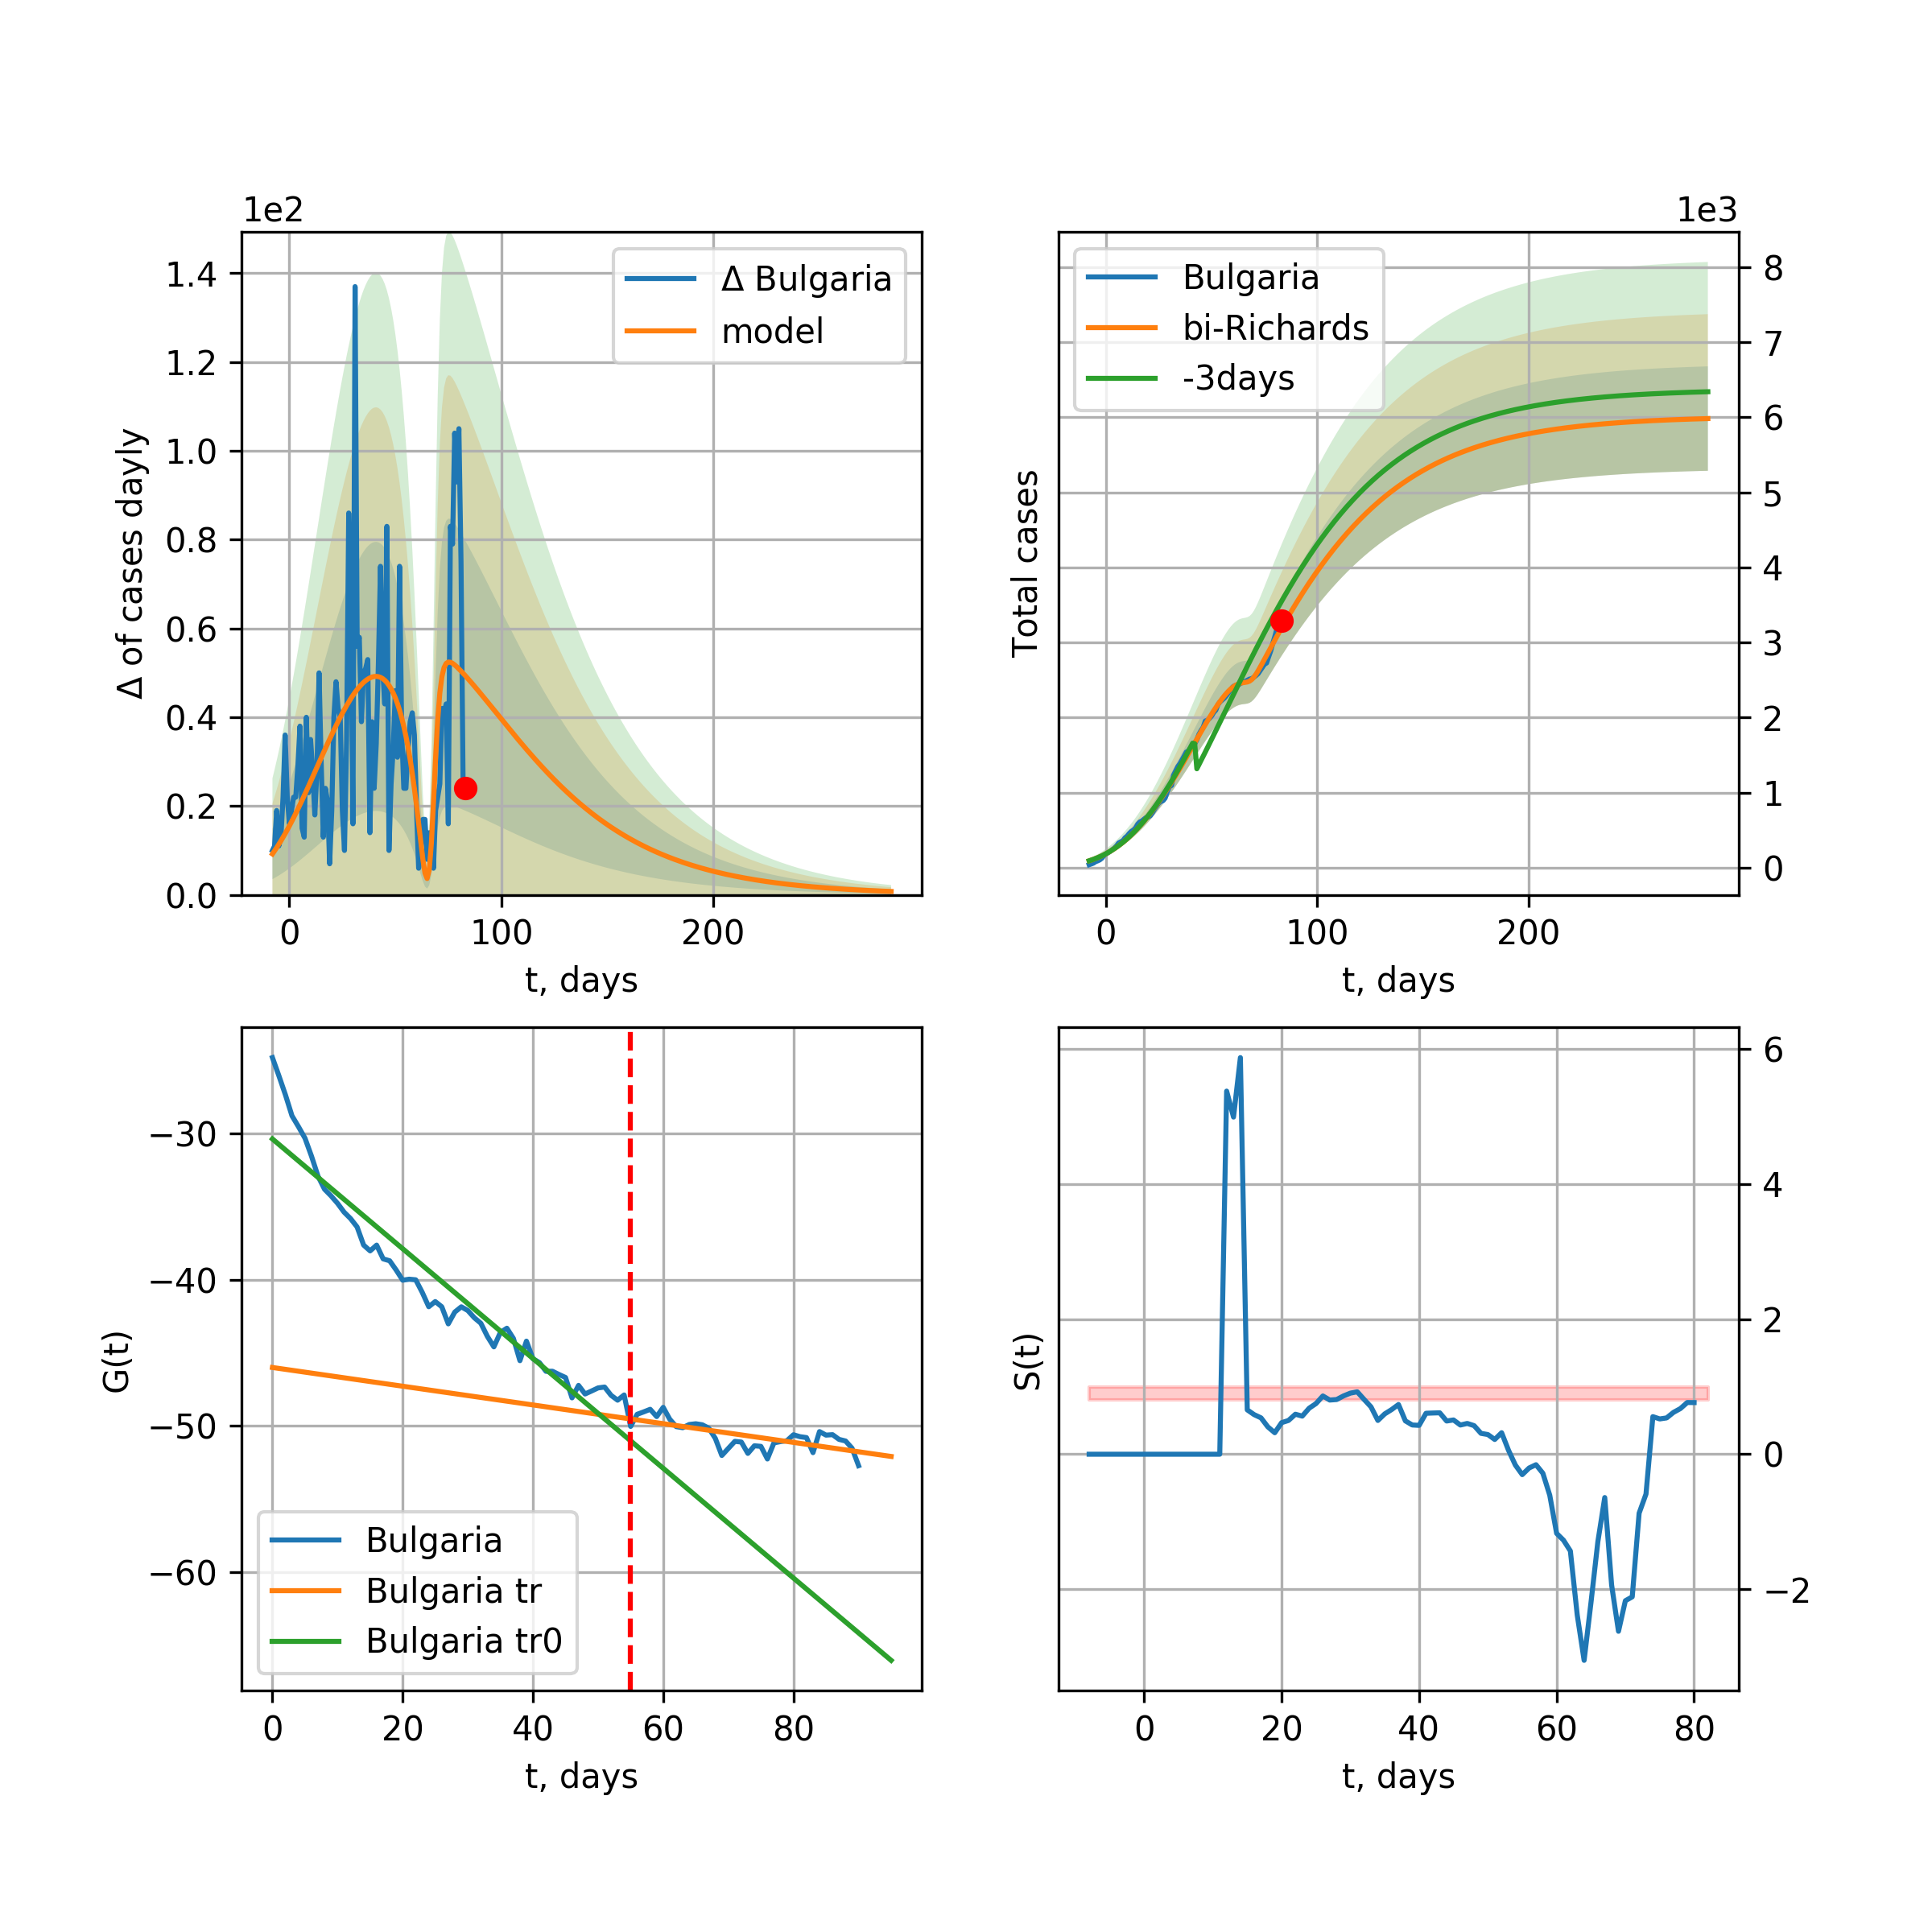 1e2
Δ of cases dayly
1.4
1.2
1.0
0.8
0.6
0.4
0.2
0.0
Δ Bulgaria
model
0
100
200
t, days
1e3
Total cases
Bulgaria
bi-Richards
-3days
8
7
6
5
4
3
2
1
0
0
100
200
t, days
G(t)
−30
−40
−50
−60
Bulgaria
Bulgaria tr
Bulgaria tr0
0
20
40
60
80
t, days
S(t)
6
4
2
0
−2
0
20
40
60
80
t, days